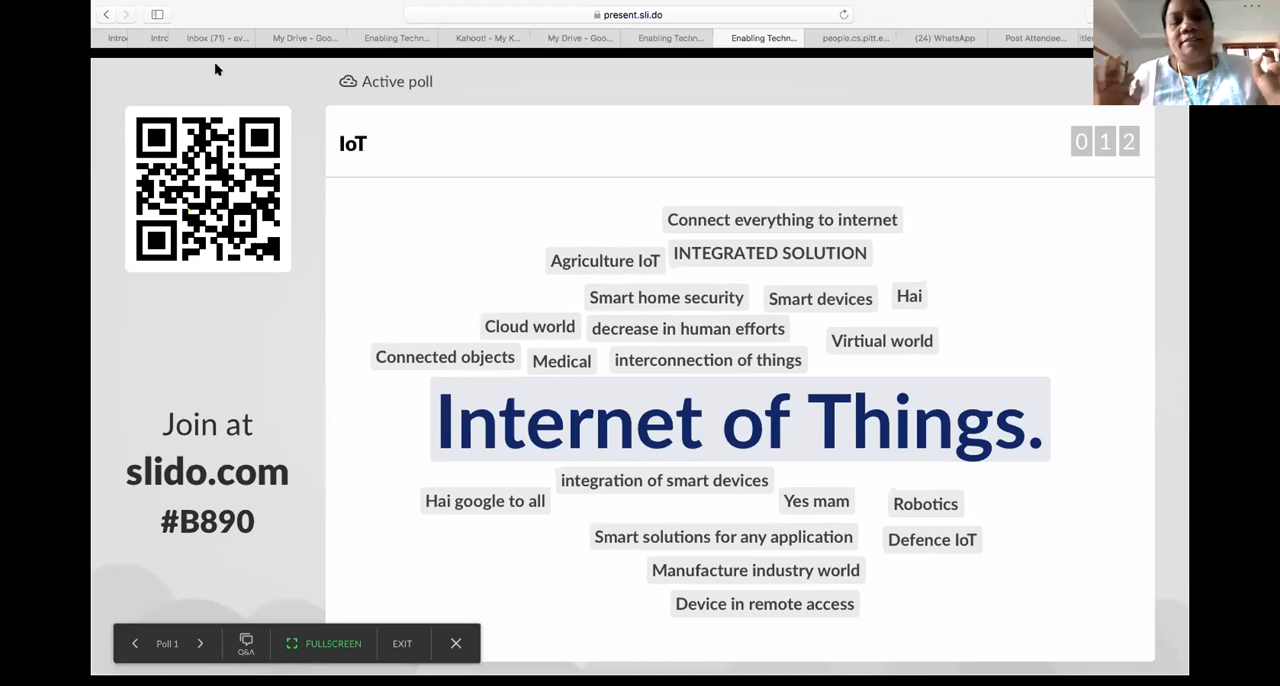 present.sli.do
Introd
Intro
Inbox (71) - ev...
My Drive - Goo...
Enabling Techn...
Kahoot! - My K...
My Drive - Goo...
Enabling Techn...
Enabling Techn...
people.cs.pitt.e...
(24) WhatsApp
Post Attendee...
Active poll
IoT
012
Connect everything to internet
Agriculture IoT
INTEGRATED SOLUTION
Smart home security
Smart devices
Hai
Cloud world
decrease in human efforts
Virtiual world
Connected objects
Medical
interconnection of things
Internet of Things.
integration of smart devices
Hai google to all
Yes mam
Robotics
Smart solutions for any application
Defence IoT
Manufacture industry world
Device in remote access
Join at
slido.com
#B890
Poll 1
Q&A
FULLSCREEN
EXIT